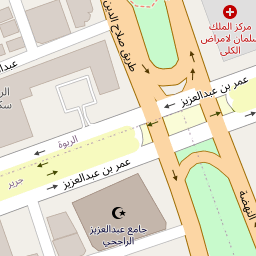 مركز الملك
سلمان لامراض
الكلى
طريق صلاح الدين
عمر بن عبدالعزيز
الربوة
عمر بن عبدالعزيز
جرير
جامع عبدالعزيز
الراجحي
النهضة